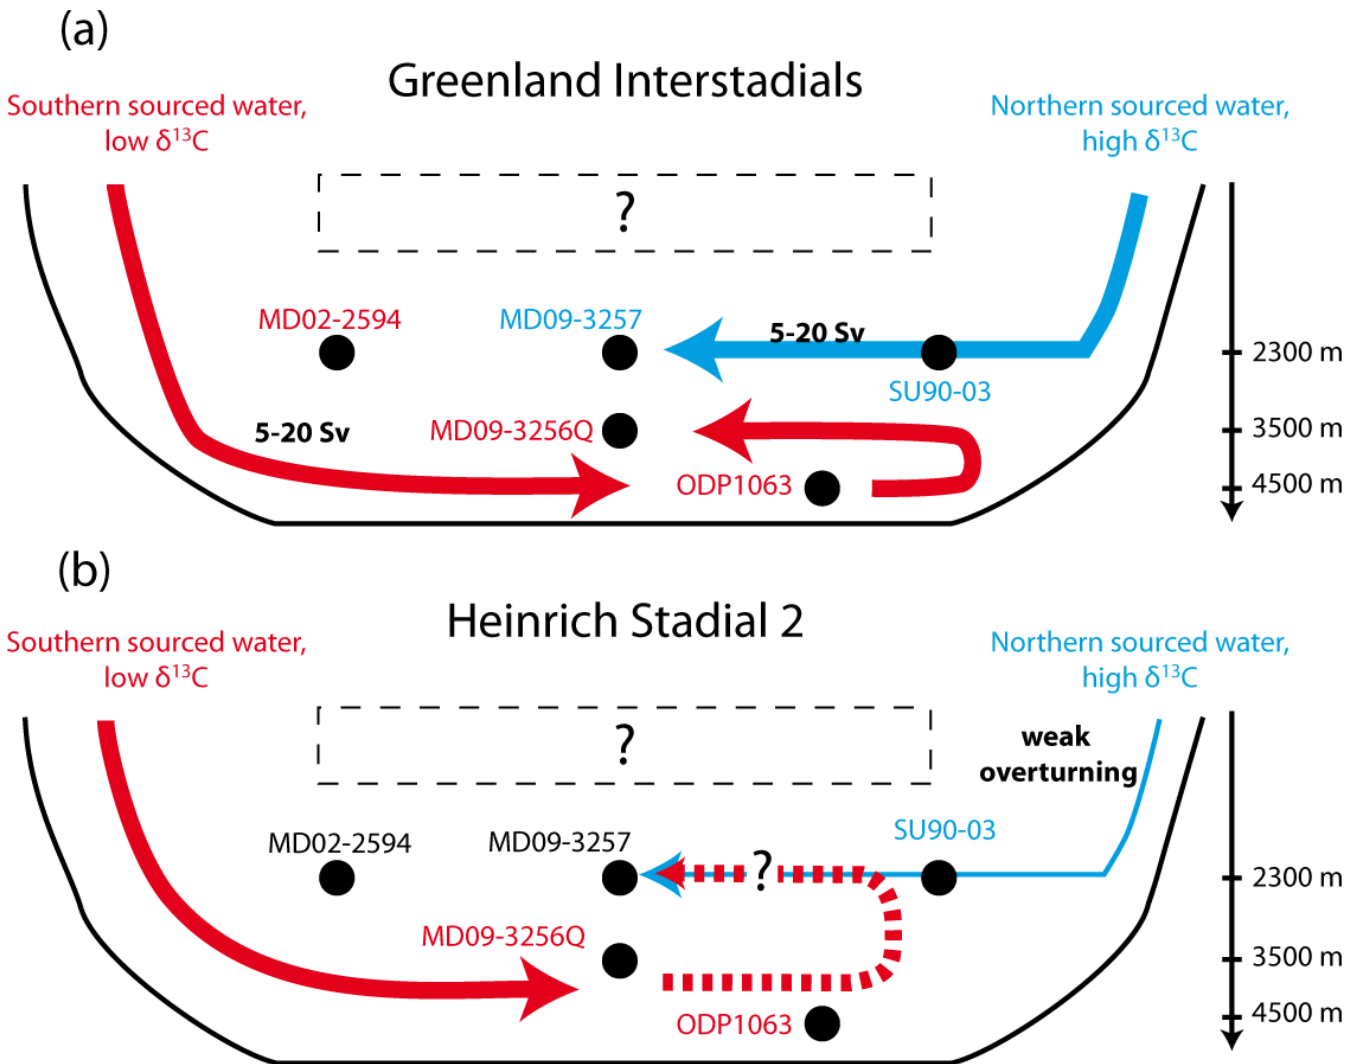 (a)
Greenland Interstadials
Southern sourced water,
low δ¹³C
Northern sourced water,
high δ¹³C
?
MD02-2594
MD09-3257
5-20 Sv
2300 m
SU90-03
5-20 Sv
MD09-3256Q
3500 m
ODP1063
4500 m
(b)
Heinrich Stadial 2
Southern sourced water,
low δ¹³C
Northern sourced water,
high δ¹³C
?
weak
overturning
MD02-2594
MD09-3257
SU90-03
?
2300 m
MD09-3256Q
3500 m
ODP1063
4500 m